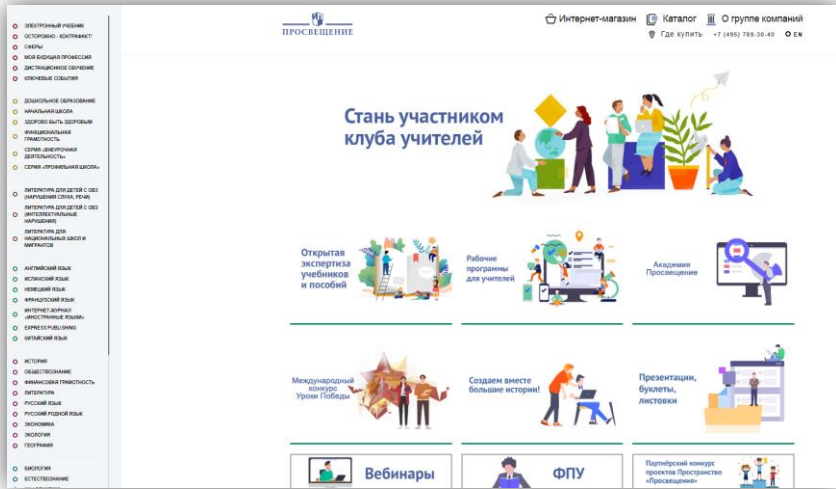 ЭЛЕКТРОННЫЙ УЧЕБНИК
ОСТОРОЖНО - КОНТРАФАКТ!
СФЕРЫ
МОЯ БУДУЩАЯ ПРОФЕССИЯ
ДИСТАНЦИОННОЕ ОБУЧЕНИЕ
КЛЮЧЕВЫЕ СОБЫТИЯ
ДОШКОЛЬНОЕ ОБРАЗОВАНИЕ
НАЧАЛЬНАЯ ШКОЛА
ЗДОРОВО БЫТЬ ЗДОРОВЫМ
ФУНКЦИОНАЛЬНАЯ
ГРАМОТНОСТЬ
СЕРИЯ «ВНЕУРОЧНАЯ
ДЕЯТЕЛЬНОСТЬ»
СЕРИЯ «ПРОФИЛЬНАЯ ШКОЛА»
ЛИТЕРАТУРА ДЛЯ ДЕТЕЙ С ОВЗ
(НАРУШЕНИЯ СЛУХА, РЕЧИ)
ЛИТЕРАТУРА ДЛЯ ДЕТЕЙ С ОВЗ
(ИНТЕЛЛЕКТУАЛЬНЫЕ
НАРУШЕНИЯ)
ЛИТЕРАТУРА ДЛЯ
НАЦИОНАЛЬНЫХ ШКОЛ И
МИГРАНТОВ
АНГЛИЙСКИЙ ЯЗЫК
ИСПАНСКИЙ ЯЗЫК
НЕМЕЦКИЙ ЯЗЫК
ФРАНЦУЗСКИЙ ЯЗЫК
ИНТЕРНЕТ-ЖУРНАЛ
«ИНОСТРАННЫЕ ЯЗЫКИ»
EXPRESS PUBLISHING
КИТАЙСКИЙ ЯЗЫК
ИСТОРИЯ
ОБЩЕСТВОЗНАНИЕ
ФИНАНСОВАЯ ГРАМОТНОСТЬ
ЛИТЕРАТУРА
РУССКИЙ ЯЗЫК
РУССКИЙ РОДНОЙ ЯЗЫК
ЭКОНОМИКА
ЭКОЛОГИЯ
ГЕОГРАФИЯ
БИОЛОГИЯ
ЕСТЕСТВОЗНАНИЕ
ПРОСВЕЩЕНИЕ
Интернет-магазин Каталог О группе компаний
Где купить +7 (495) 789-30-40 EN
Стань участником
клуба учителей
Открытая
экспертиза
учебников
и пособий
Рабочие
программы
для учителей
Академия
Просвещение
Международный
конкурс
Уроки Победы
Создаем вместе
большие истории!
Презентации,
буклеты,
листовки
Вебинары
ФПУ
Партнёрский конкурс
проектов Пространство
«Просвещения»